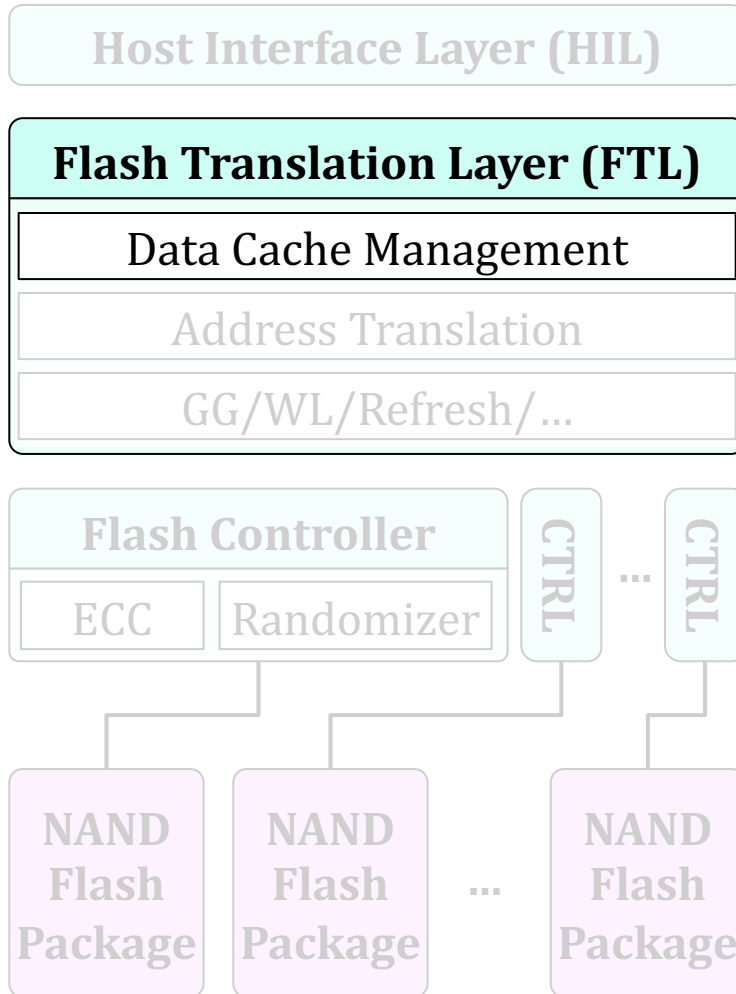 Host Interface Layer (HIL)
Flash Translation Layer (FTL)
Data Cache Management
Address Translation
GG/WL/Refresh/...
Flash Controller
ECC
Randomizer
CTRL
...
CTRL
NAND
Flash
Package
NAND
Flash
Package
...
NAND
Flash
Package